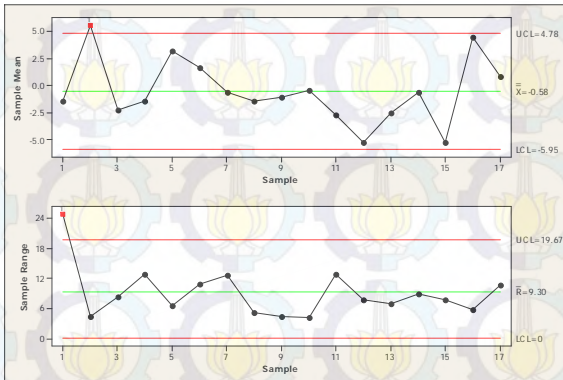 Sample Mean
5.0
2.5
0.0
-2.5
-5.0
UCL=4.78
X=-0.58
LCL=-5.95
1 3 5 7 9 11 13 15 17
Sample
Sample Range
24
18
12
6
0
UCL=19.67
R=9.30
LCL=0
1 3 5 7 9 11 13 15 17
Sample